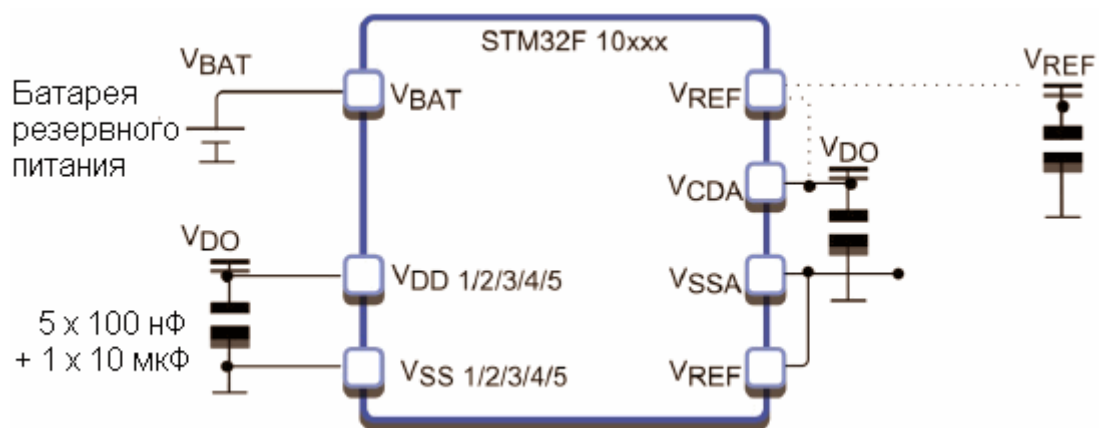 STM32F 10xxx
VBAT
Батарея
резервного
питания
VBAT
VREF
VREF
VCDA
VDO
VDO
VDD 1/2/3/4/5
VSSA
5 x 100 нФ
+ 1 x 10 мкФ
VSS 1/2/3/4/5
VREF